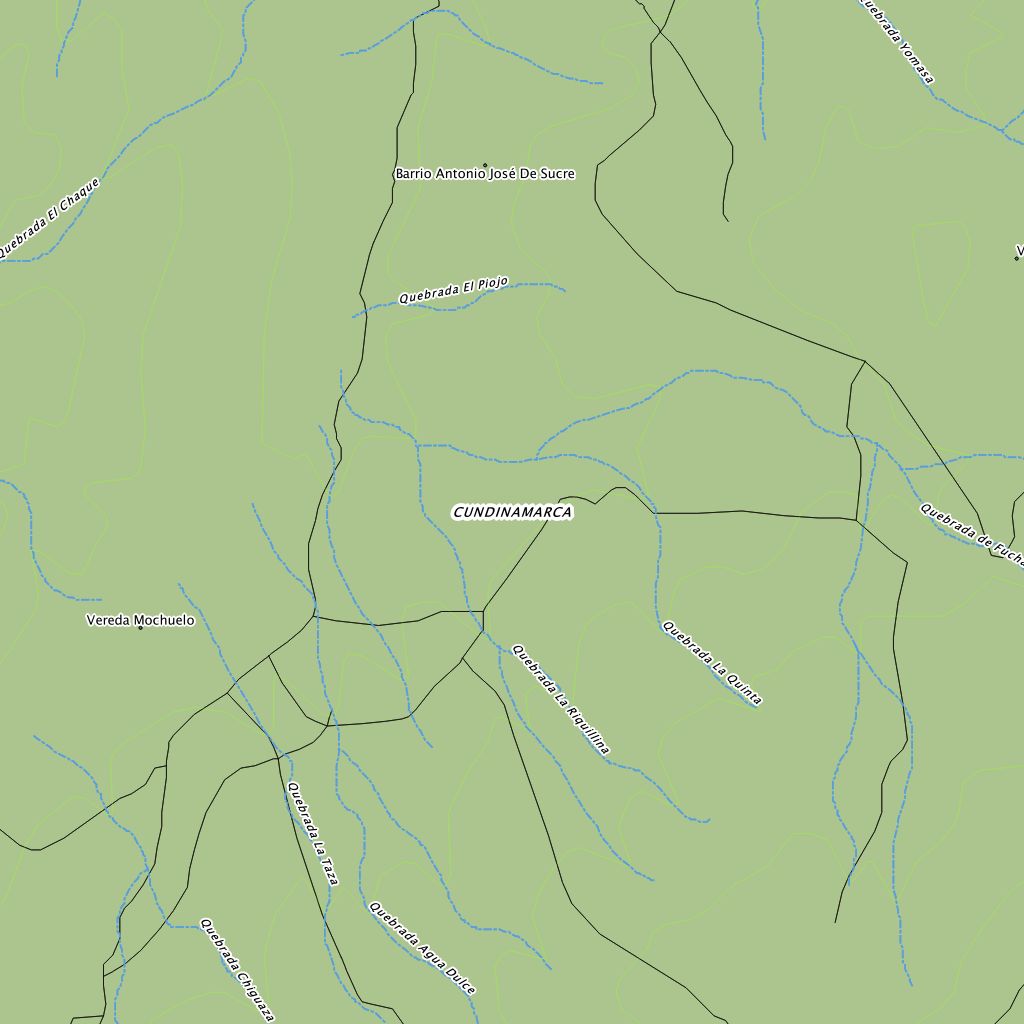 Quebrada Yomasa
Barrio Antonio José De Sucre
Quebrada El Chaque
V
Quebrada El Piojo
CUNDINAMARCA
Quebrada de Fucha
Vereda Mochuelo
Quebrada La Quinta
Quebrada La Riquillina
Quebrada La Taza
Quebrada Agua Dulce
Quebrada Chiguaza